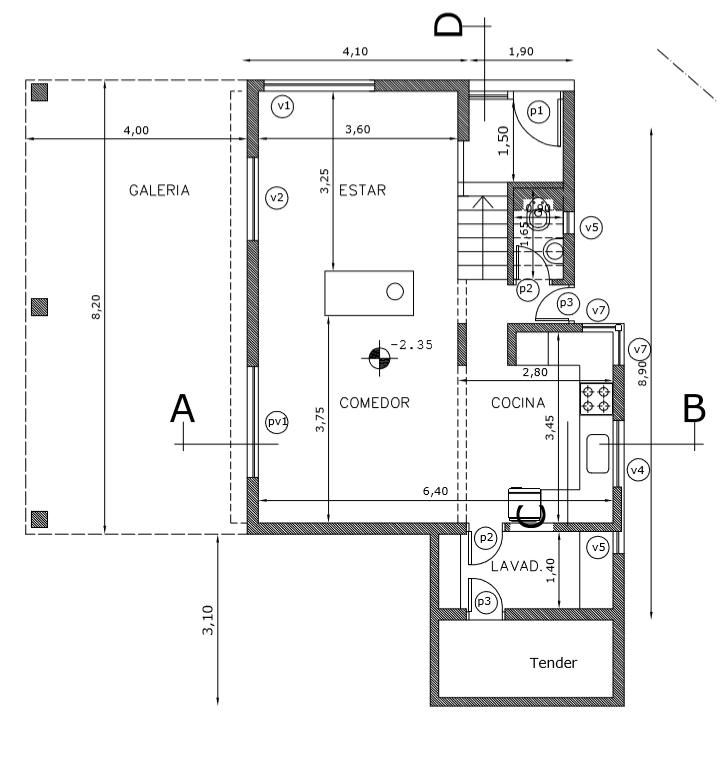 D
4,10
1,90
v1
p1
4,00
3,60
1,50
3,25
GALERIA
ESTAR
v2
1,65
v5
p2
p3
v7
8,20
-2.35
v7
2,80
8,90
A
COMEDOR
COCINA
B
3,75
pv1
3,45
v4
6,40
C
p2
v5
LAVAD.
1,40
p3
3,10
Tender